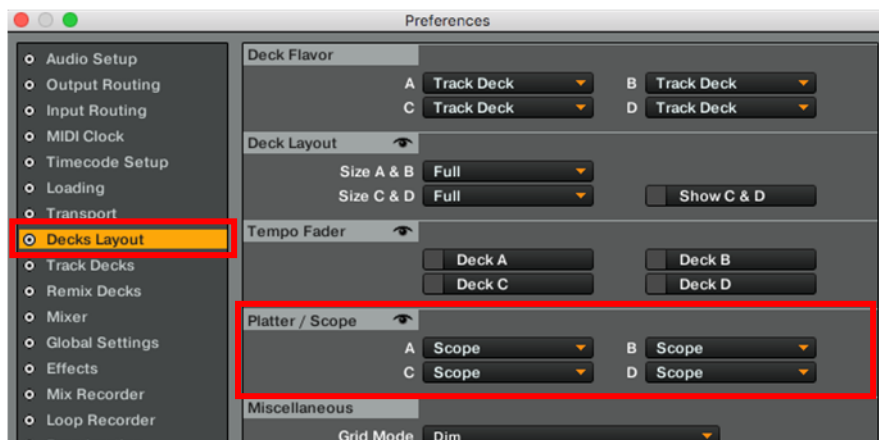 Preferences
Audio Setup
Output Routing
Input Routing
MIDI Clock
Timecode Setup
Loading
Transport
Decks Layout
Track Decks
Remix Decks
Mixer
Global Settings
Effects
Mix Recorder
Loop Recorder
Deck Flavor
A Track Deck B Track Deck
C Track Deck D Track Deck
Deck Layout
Size A & B Full
Size C & D Full Show C & D
Tempo Fader
Deck A Deck B
Deck C Deck D
Platter / Scope
A Scope B Scope
C Scope D Scope
Miscellaneous
Grid Mode Dim